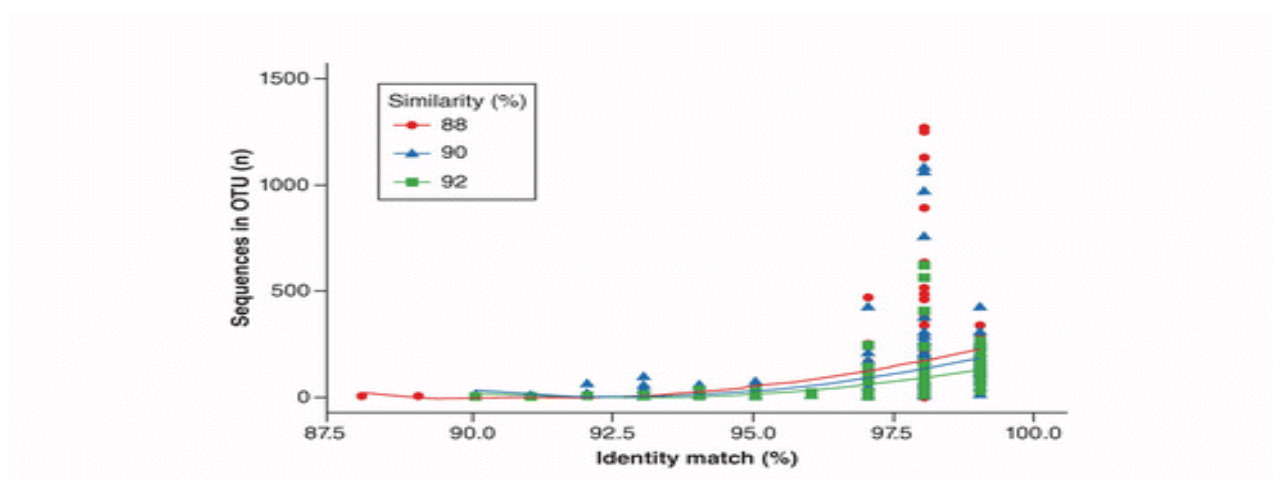 1500
Similarity (%)
88
90
92
1000
500
0
Sequences in OTU (n)
87.5 90.0 92.5 95.0 97.5 100.0
Identity match (%)